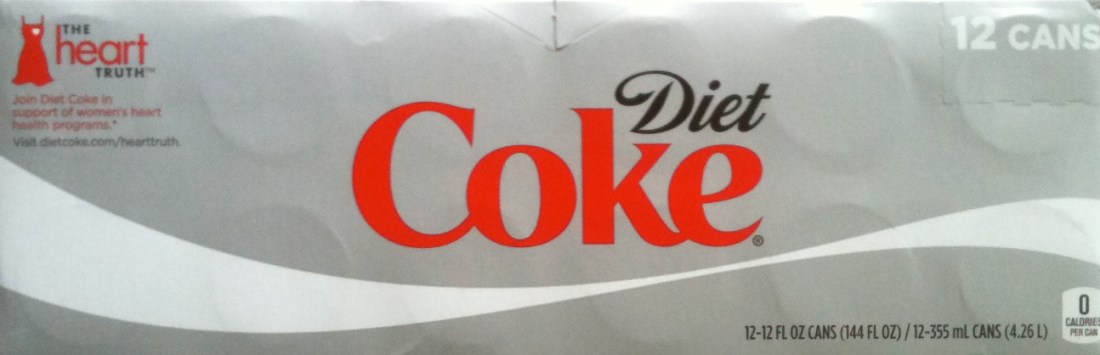 THE
heart
TRUTH™
Join Diet Coke in
support of women's heart
health programs.*
Visit dietcoke.com/hearttruth.
12 CANS
Diet
Coke®
12-12 FL OZ CANS (144 FL OZ) / 12-355 mL CANS (4.26 L)
0
CALORIES
PER CAN